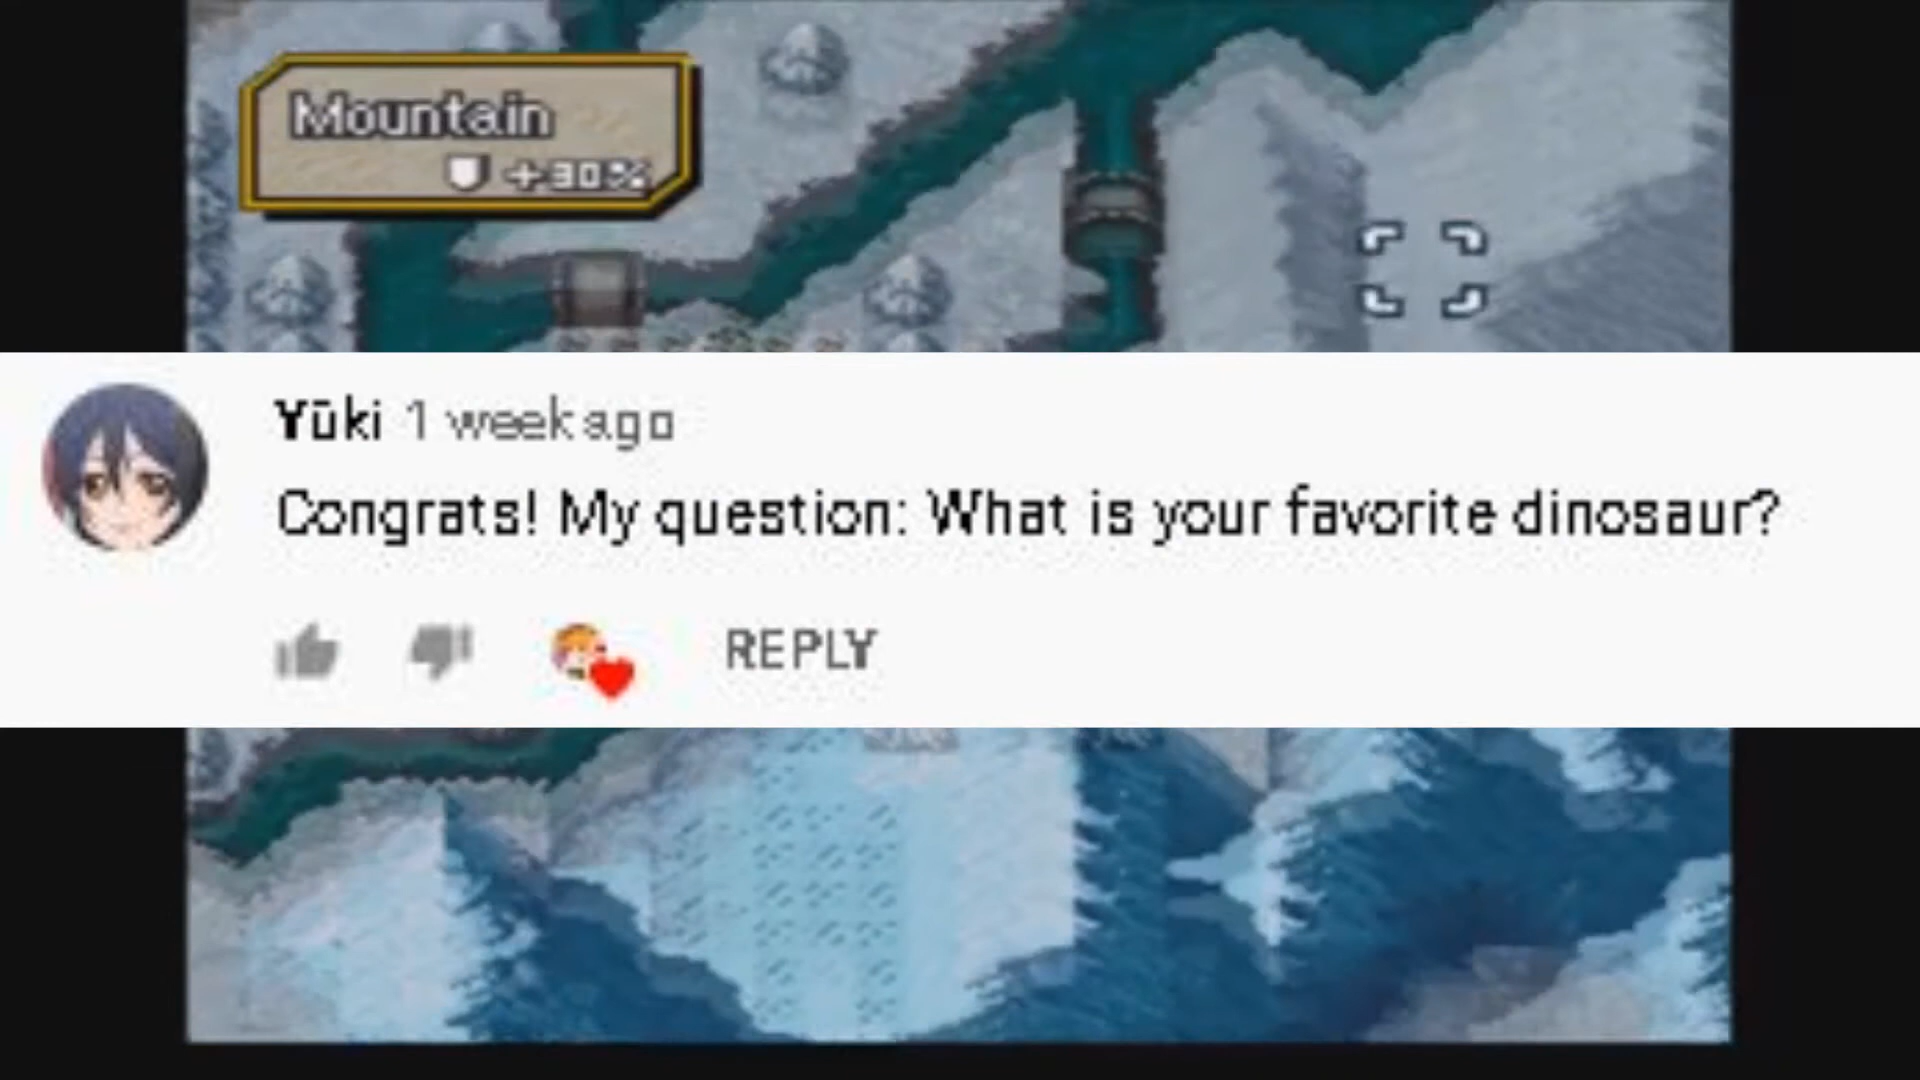 Mountain
+30%
Yūki 1 week ago
Congrats! My question: What is your favorite dinosaur?
REPLY